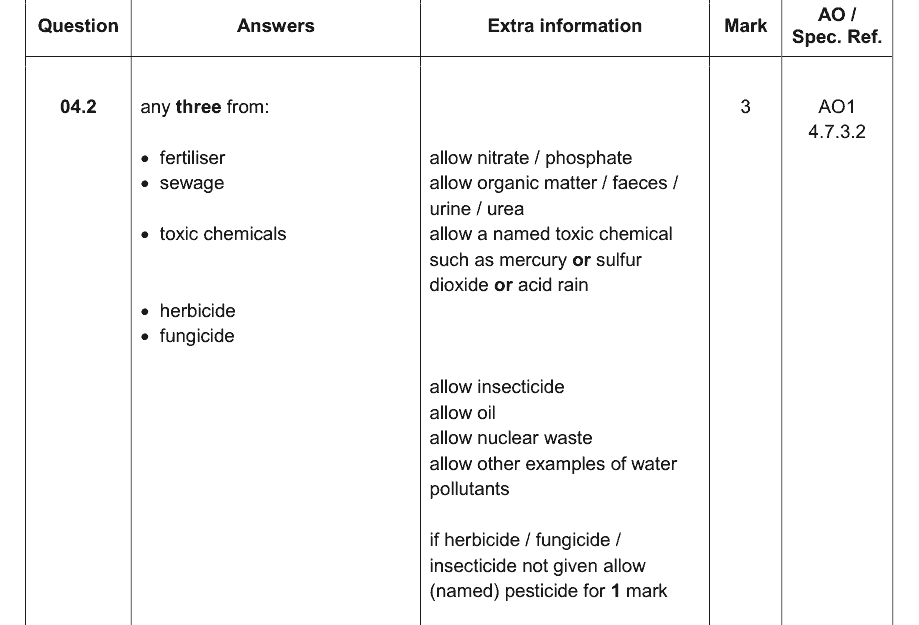 Question Answers Extra information Mark AO /
Spec. Ref.
04.2 any three from: 3 AO1
4.7.3.2
• fertiliser allow nitrate / phosphate
• sewage allow organic matter / faeces /
urine / urea
• toxic chemicals allow a named toxic chemical
such as mercury or sulfur
dioxide or acid rain
• herbicide
• fungicide
allow insecticide
allow oil
allow nuclear waste
allow other examples of water
pollutants
if herbicide / fungicide /
insecticide not given allow
(named) pesticide for 1 mark